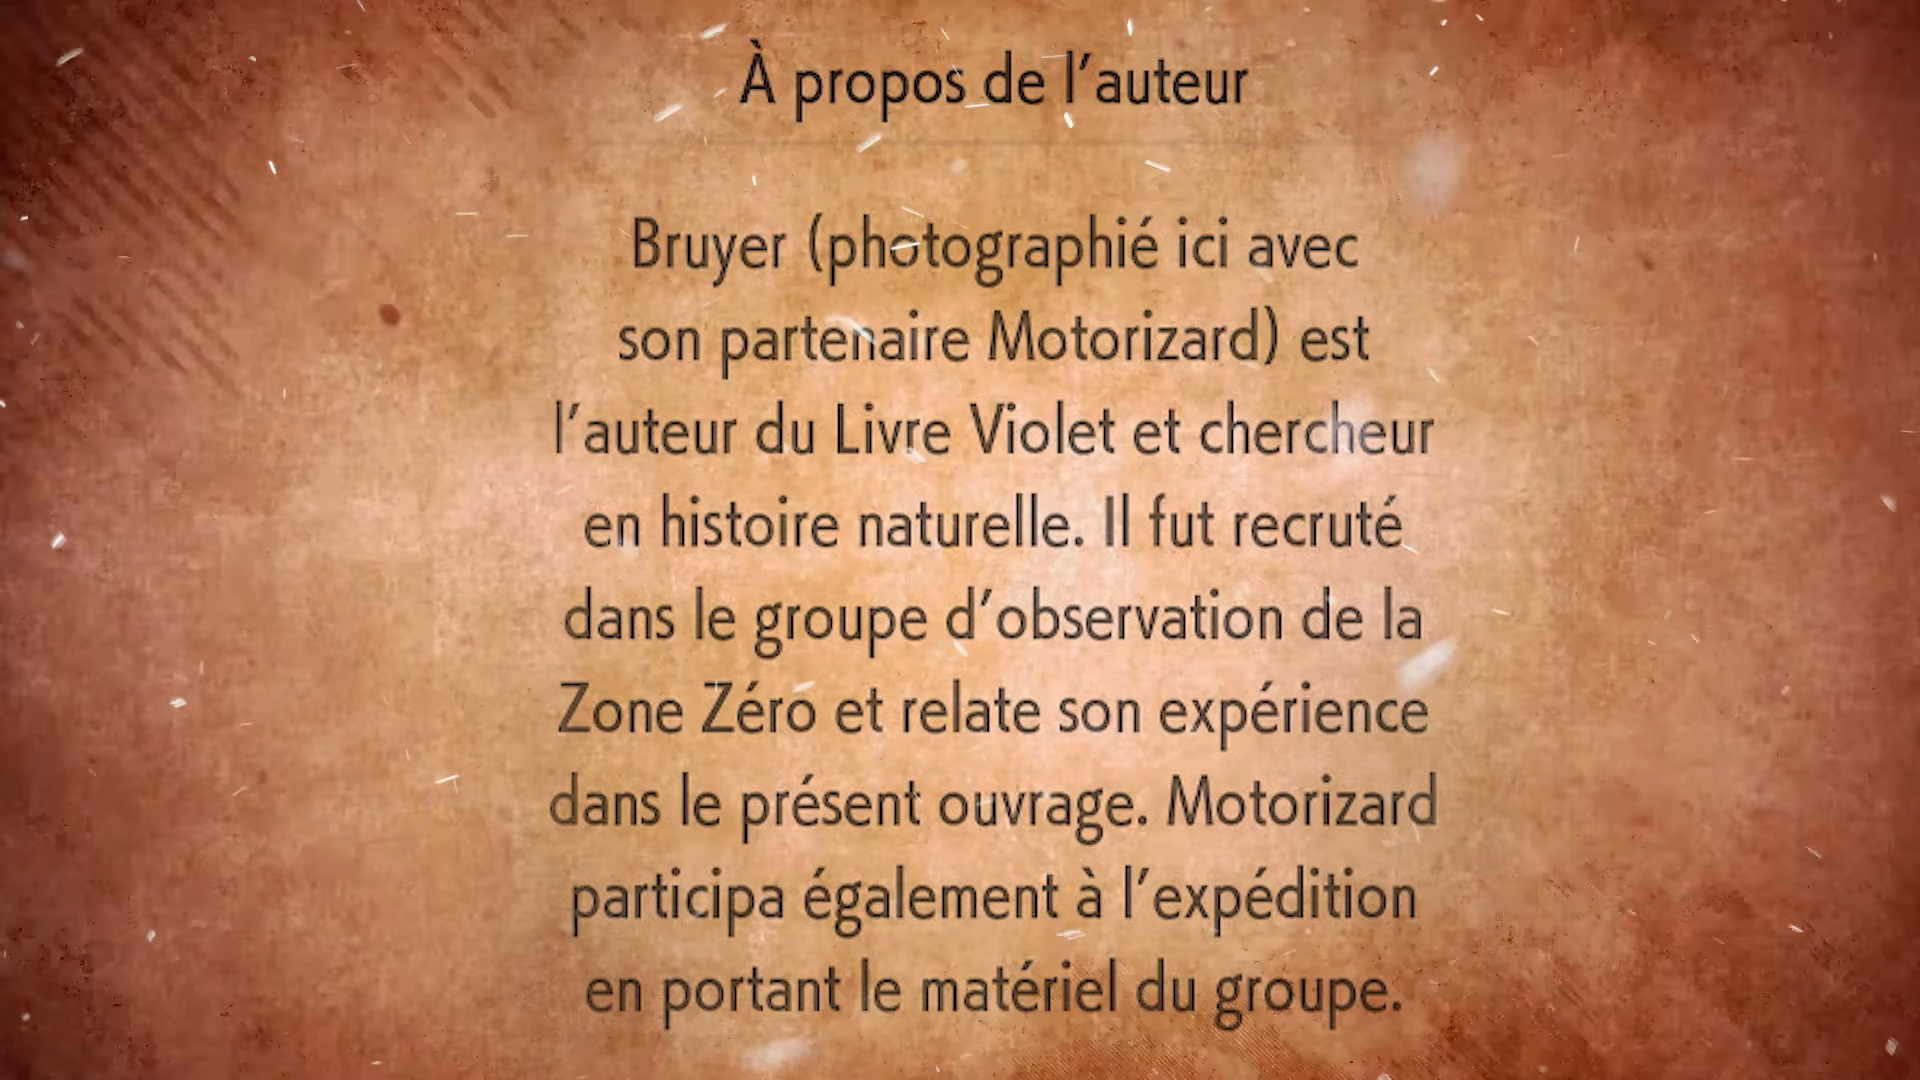 À propos de l’auteur
Bruyer (photographié ici avec
son partenaire Motorizard) est
l’auteur du Livre Violet et chercheur
en histoire naturelle. Il fut recruté
dans le groupe d’observation de la
Zone Zéro et relate son expérience
dans le présent ouvrage. Motorizard
participa également à l’expédition
en portant le matériel du groupe.